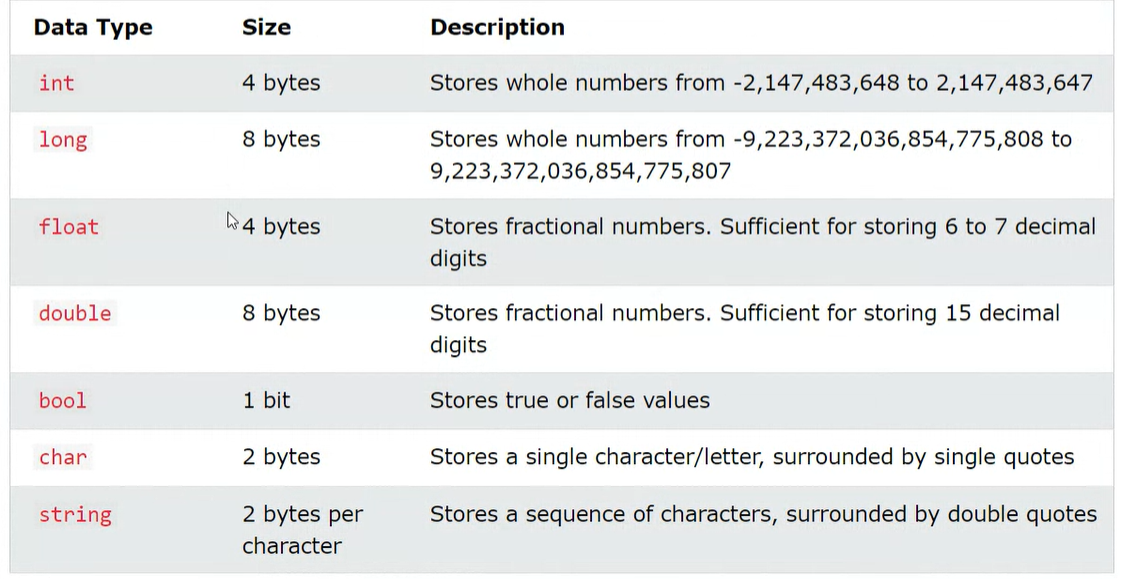 Data Type Size Description
int 4 bytes Stores whole numbers from -2,147,483,648 to 2,147,483,647
long 8 bytes Stores whole numbers from -9,223,372,036,854,775,808 to
9,223,372,036,854,775,807
float 4 bytes Stores fractional numbers. Sufficient for storing 6 to 7 decimal
digits
double 8 bytes Stores fractional numbers. Sufficient for storing 15 decimal
digits
bool 1 bit Stores true or false values
char 2 bytes Stores a single character/letter, surrounded by single quotes
string 2 bytes per Stores a sequence of characters, surrounded by double quotes
character